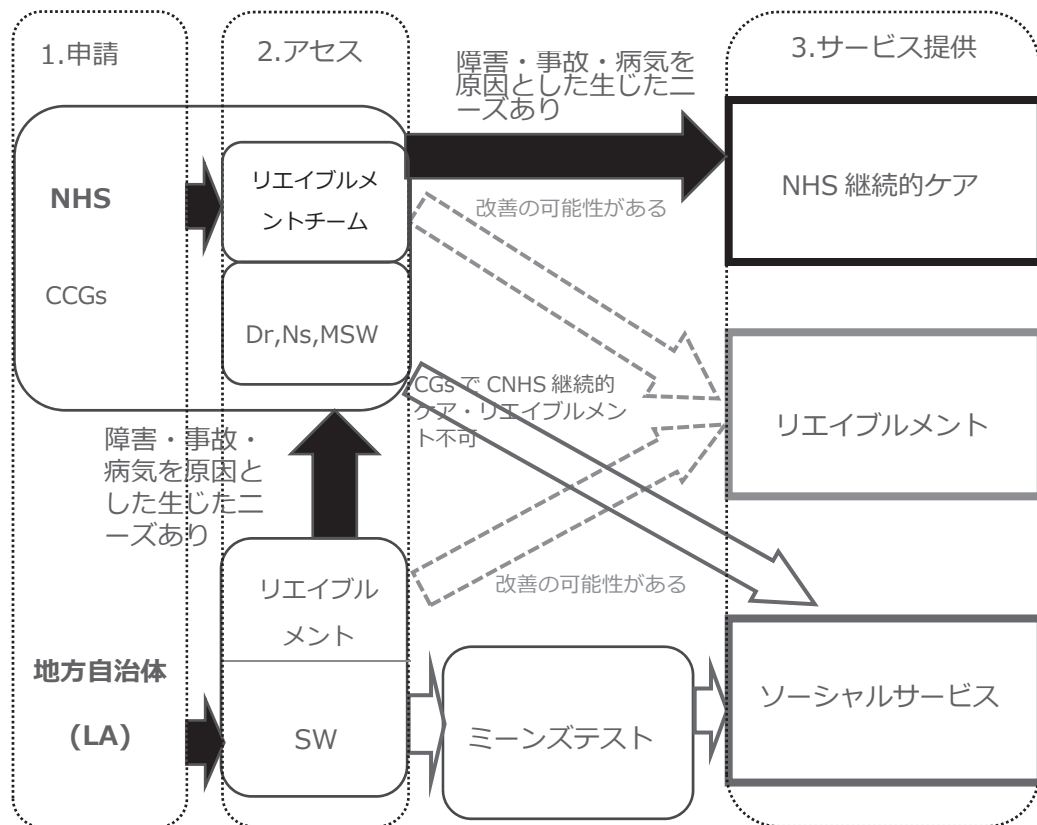 1.申請
2.アセス
3.サービス提供
障害・事故・病気を
原因とした生じたニ
ーズあり
NHS
CCGs
リエイブルメ
ントチーム
Dr,Ns,MSW
改善の可能性がある
NHS 継続的ケア
CGs で CNHS 継続的
ケア・リエイブルメン
ト不可
リエイブルメント
障害・事故・
病気を原因と
した生じたニ
ーズあり
リエイブル
メント
改善の可能性がある
地方自治体
(LA)
SW
ミーンズテスト
ソーシャルサービス